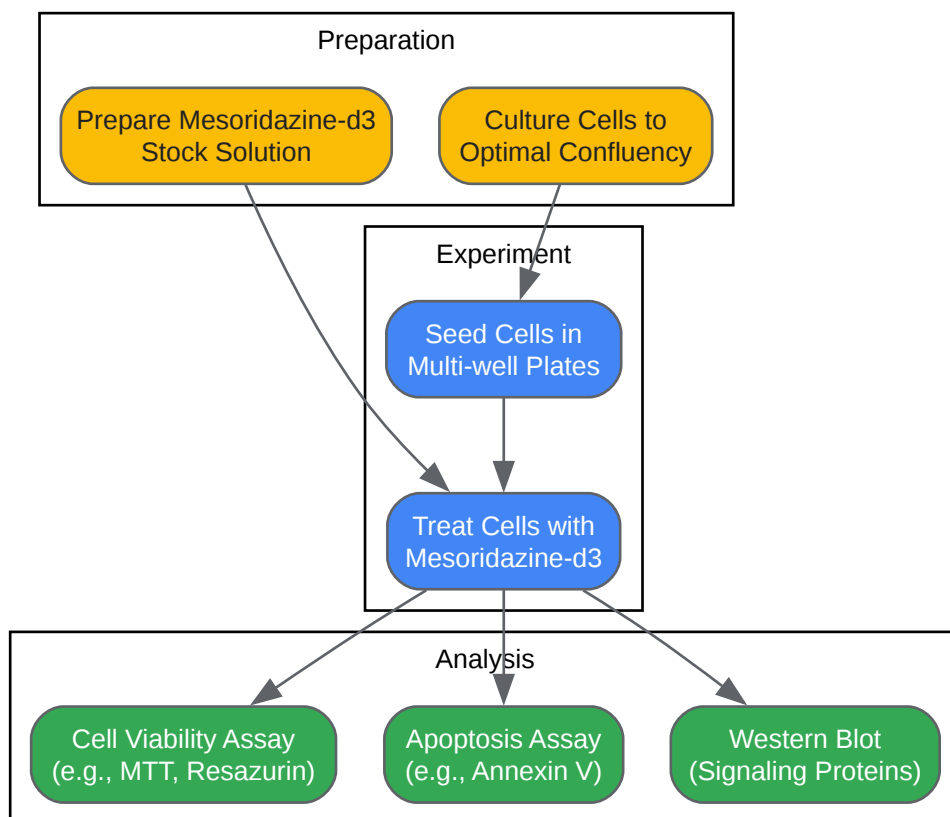 Preparation
Prepare Mesoridazine-d3
Stock Solution
Culture Cells to
Optimal Confluency
Experiment
Seed Cells in
Multi-well Plates
Treat Cells with
Mesoridazine-d3
Analysis
Cell Viability Assay
(e.g., MTT, Resazurin)
Apoptosis Assay
(e.g., Annexin V)
Western Blot
(Signaling Proteins)